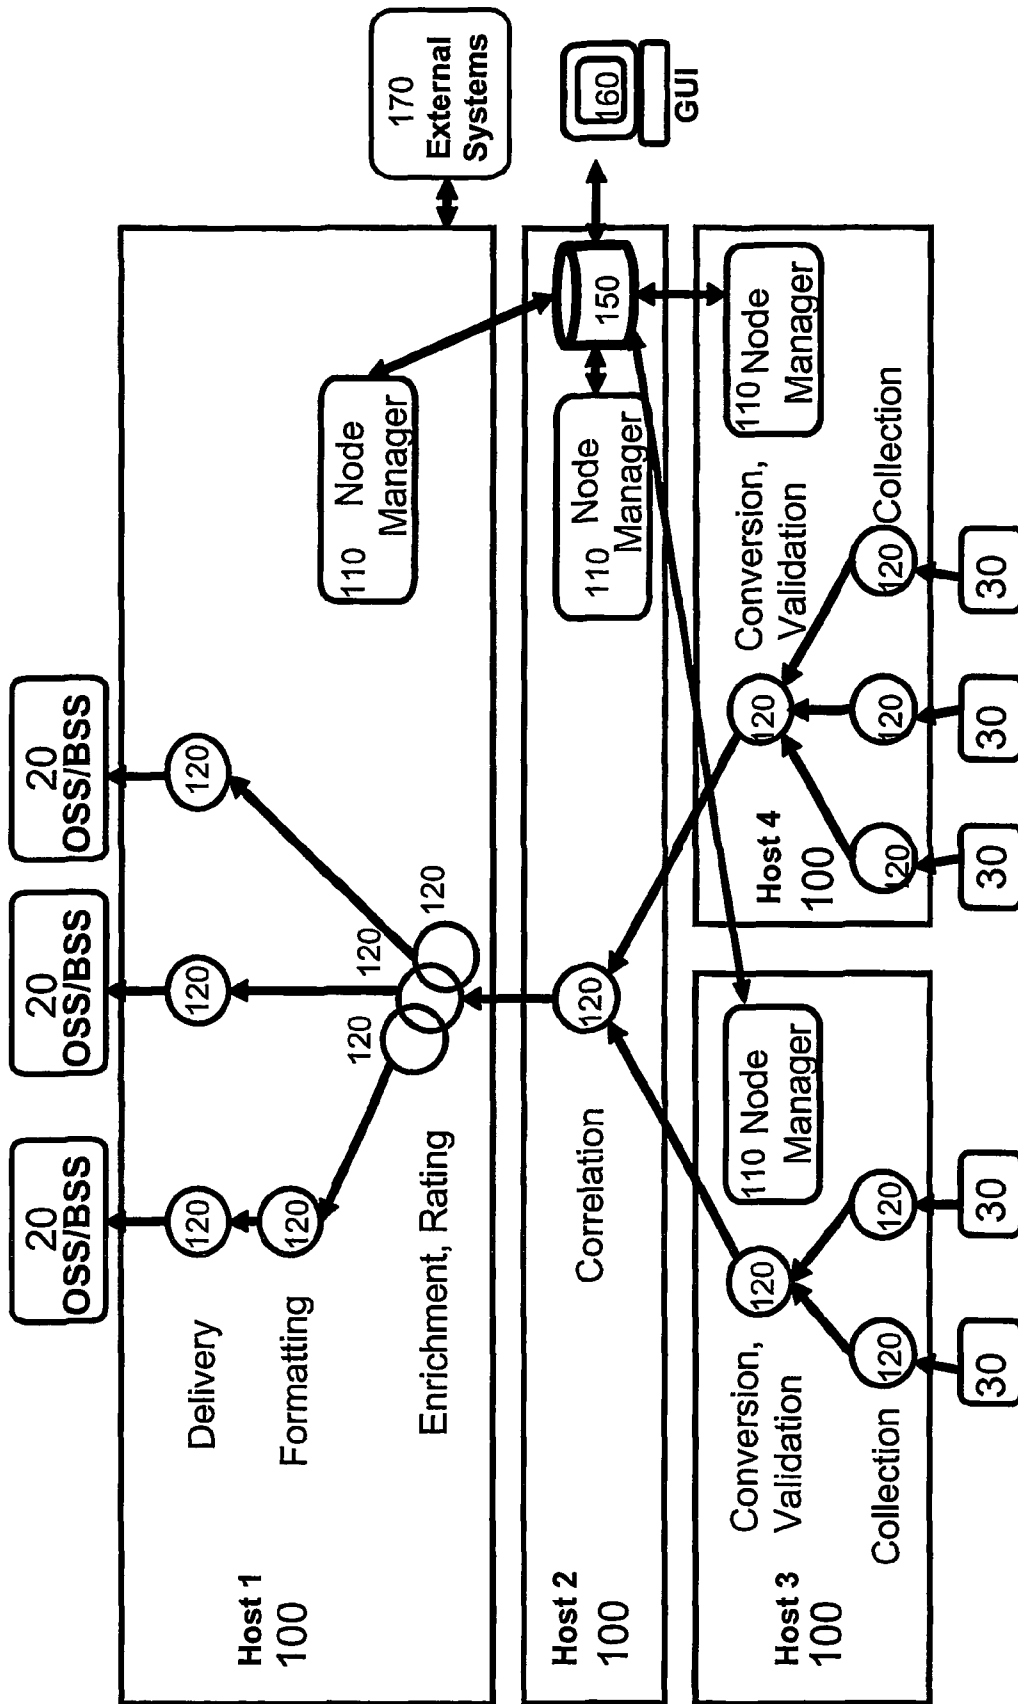 20
OSS/BSS
20
OSS/BSS
20
OSS/BSS
170
External
Systems
Host 1
100
Delivery
120
120
120
Formatting
120
Enrichment, Rating
120
120
120
110 Node
Manager
Host 2
100
Correlation
120
110 Node
Manager
150
160
GUI
Host 3
100
Conversion,
Validation
120
110 Node
Manager
Collection
120
120
30
30
Host 4
100
120
Conversion,
Validation
110 Node
Manager
120
120
120
Collection
30
30
30